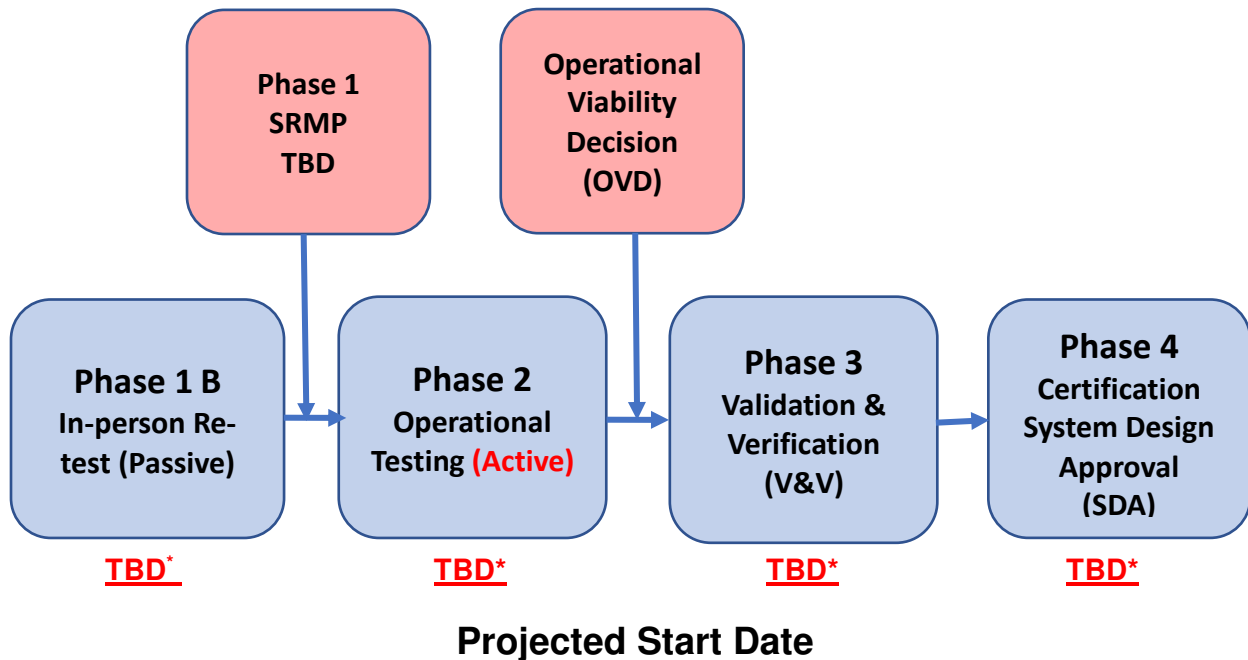 Phase 1
SRMP
TBD
Operational
Viability
Decision
(OVD)
Phase 1 B
In-person Re-
test (Passive)
Phase 2
Operational
Testing (Active)
Phase 3
Validation &
Verification
(V&V)
Phase 4
Certification
System Design
Approval
(SDA)
TBD*
TBD*
TBD*
TBD*
Projected Start Date